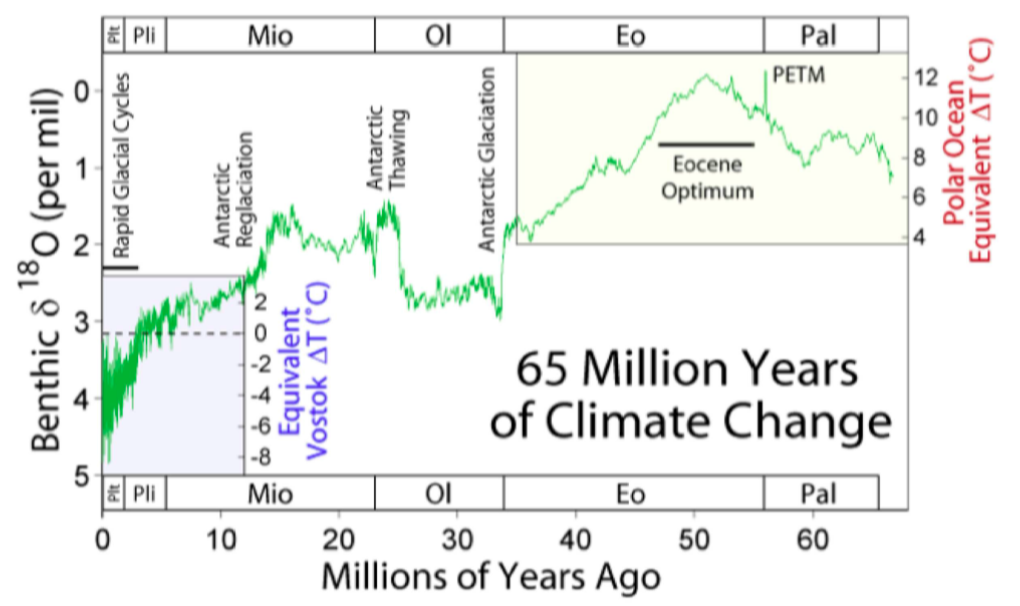 Plt Pli Mio Ol Eo Pal
Benthic δ 18O (per mil)
0
1
2
3
4
5
Rapid Glacial Cycles
Antarctic
Reglaciation
Antarctic
Thawing
Antarctic Glaciation
PETM
Eocene
Optimum
12
10
8
6
4
Polar Ocean
Equivalent ΔT (˚C)
2
0
-2
-4
-6
-8
Equivalent
Vostok ΔT (˚C)
65 Million Years
of Climate Change
Plt Pli Mio Ol Eo Pal
0 10 20 30 40 50 60
Millions of Years Ago